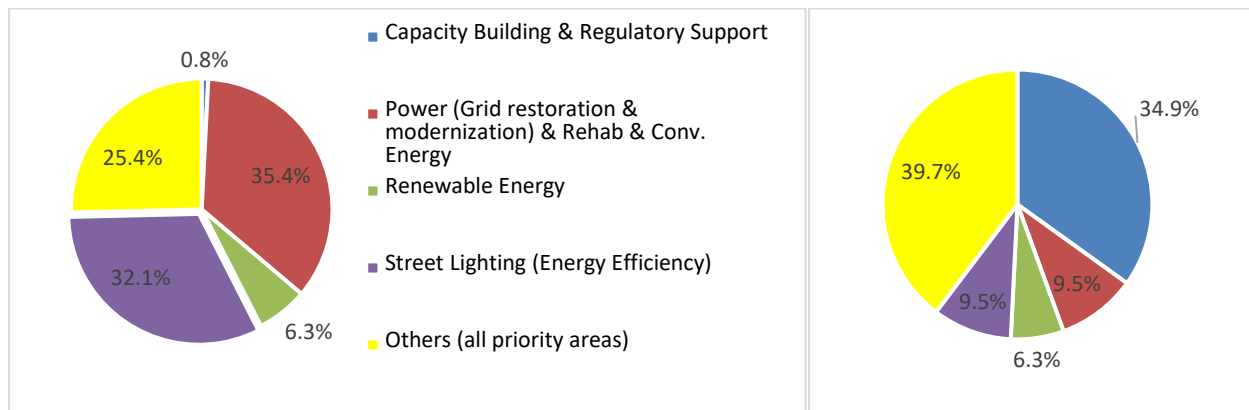 0.8%
25.4%
35.4%
32.1%
6.3%
Capacity Building & Regulatory Support
Power (Grid restoration &
modernization) & Rehab & Conv.
Energy
Renewable Energy
Street Lighting (Energy Efficiency)
Others (all priority areas)
34.9%
39.7%
9.5%
9.5%
6.3%